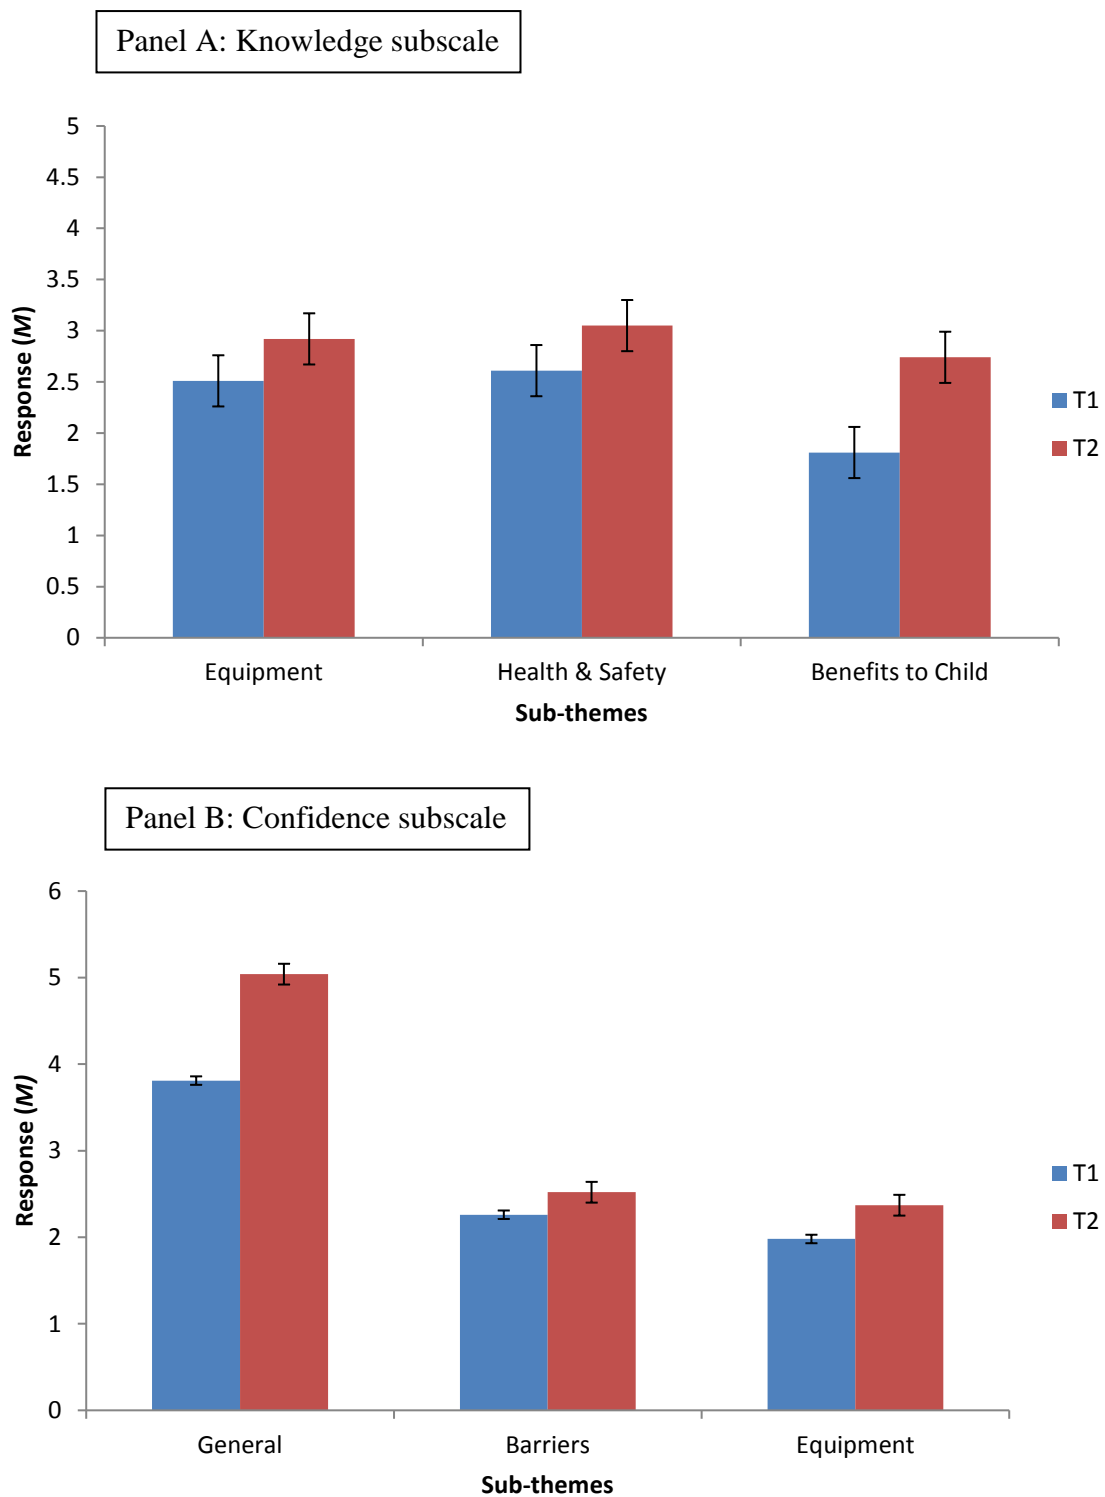 Panel A: Knowledge subscale
5
4.5
4
3.5
3
2.5
2
1.5
1
0.5
0
Response (M)
Equipment
Health & Safety
Benefits to Child
Sub-themes
T1
T2
Panel B: Confidence subscale
6
5
4
3
2
1
0
Response (M)
General
Barriers
Equipment
Sub-themes
T1
T2